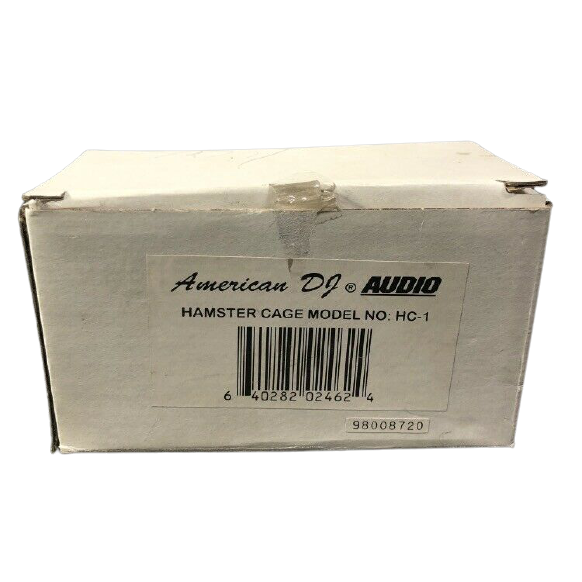 American DJ ® AUDIO
HAMSTER CAGE MODEL NO: HC-1
6 40282 02462 4
98008720